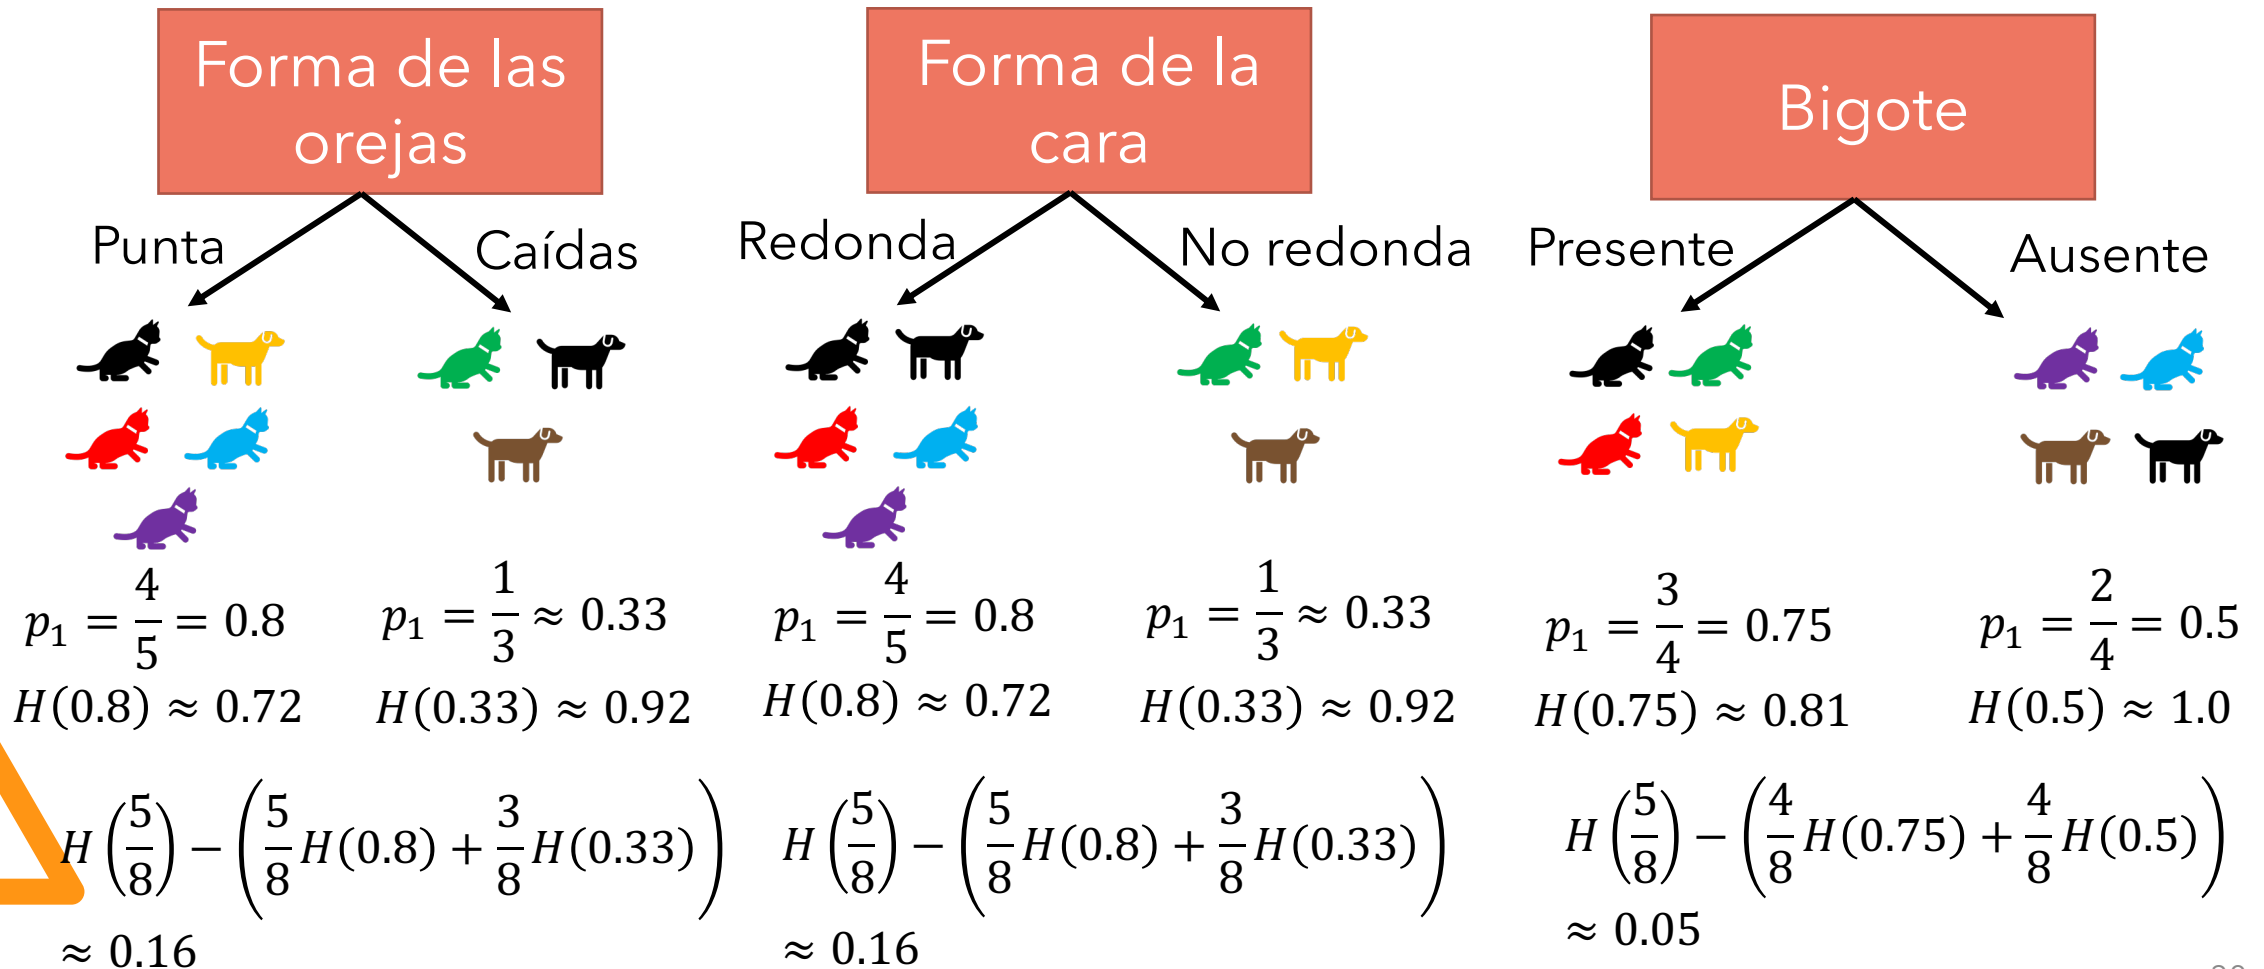 Forma de las
orejas
Punta
Caídas
p₁ = 4/5 = 0.8
p₁ = 1/3 ≈ 0.33
H(0.8) ≈ 0.72
H(0.33) ≈ 0.92
H(5/8) − (5/8 H(0.8) + 3/8 H(0.33))
≈ 0.16
Forma de la
cara
Redonda
No redonda
p₁ = 4/5 = 0.8
p₁ = 1/3 ≈ 0.33
H(0.8) ≈ 0.72
H(0.33) ≈ 0.92
H(5/8) − (5/8 H(0.8) + 3/8 H(0.33))
≈ 0.16
Bigote
Presente
Ausente
p₁ = 3/4 = 0.75
p₁ = 2/4 = 0.5
H(0.75) ≈ 0.81
H(0.5) ≈ 1.0
H(5/8) − (4/8 H(0.75) + 4/8 H(0.5))
≈ 0.05